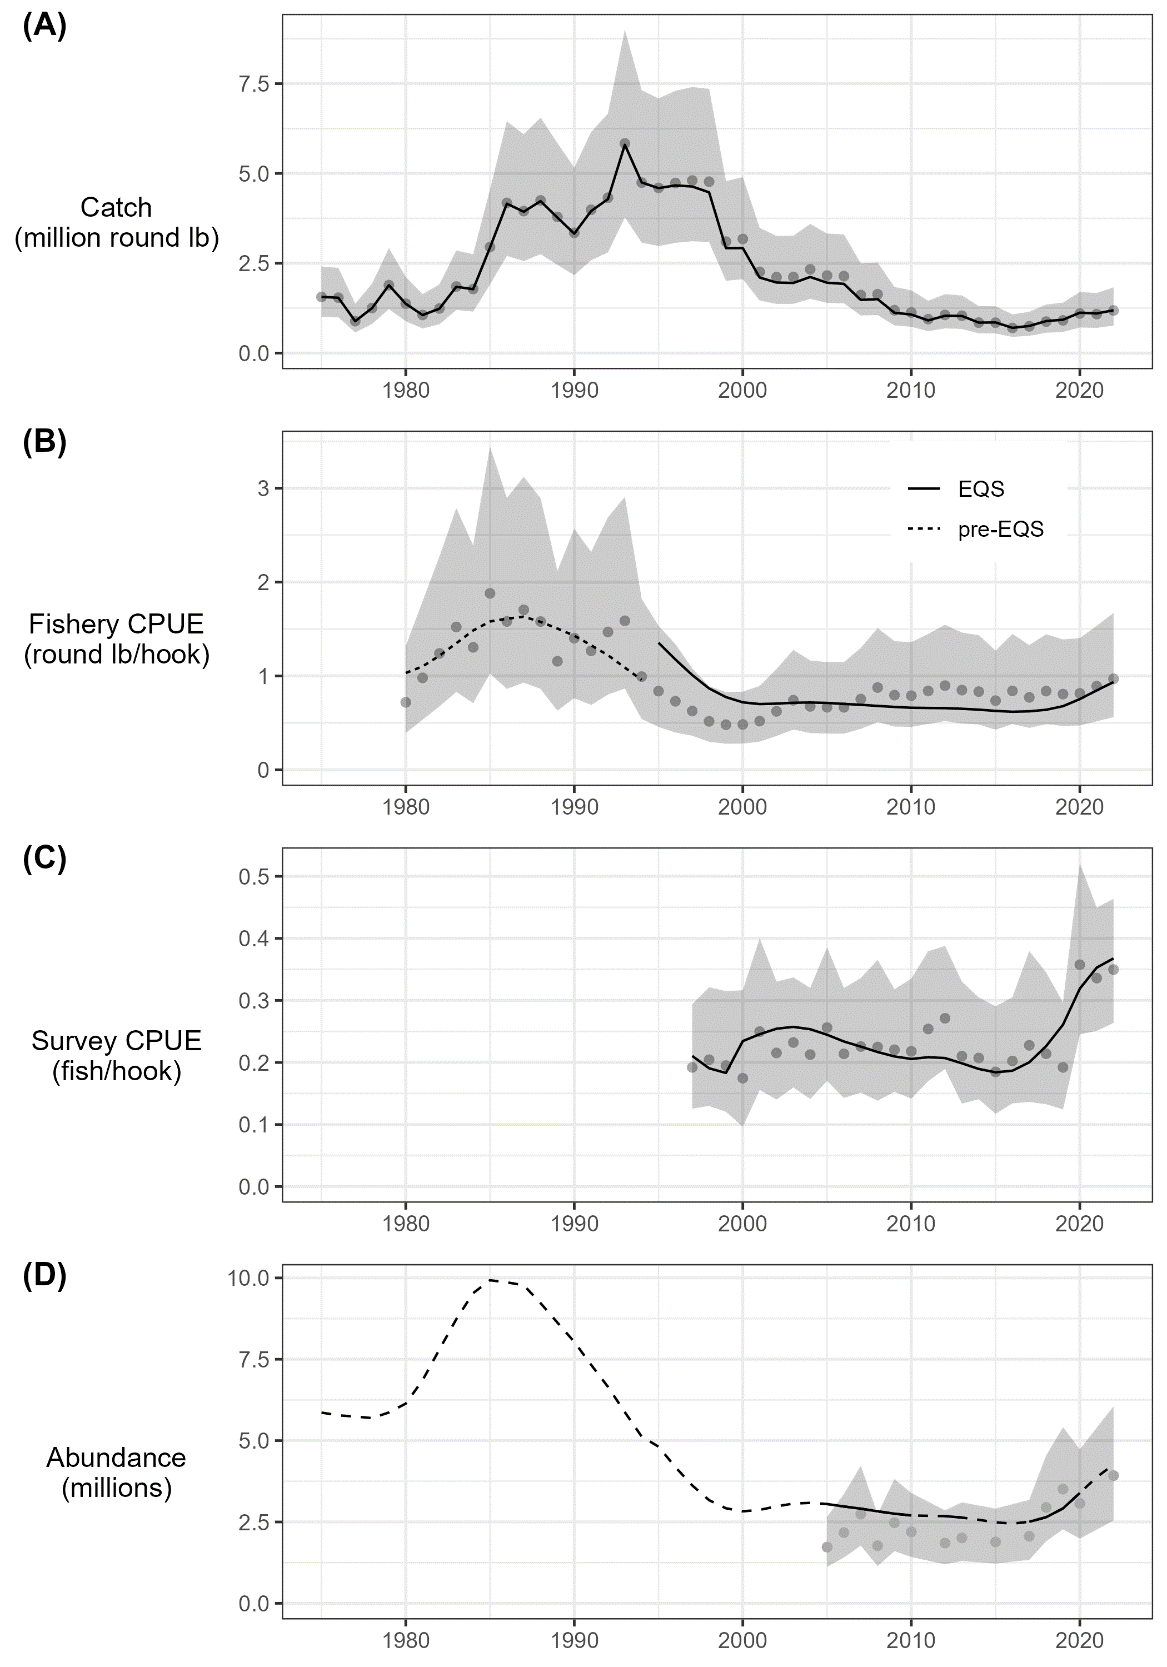 (A)
7.5
5.0
Catch
(million round lb)
2.5
0.0
1980 1990 2000 2010 2020
(B)
EQS
pre-EQS
3
2
Fishery CPUE
(round lb/hook)
1
0
1980 1990 2000 2010 2020
(C)
0.5
0.4
0.3
Survey CPUE
(fish/hook)
0.2
0.1
0.0
1980 1990 2000 2010 2020
(D)
10.0
7.5
5.0
Abundance
(millions)
2.5
0.0
1980 1990 2000 2010 2020